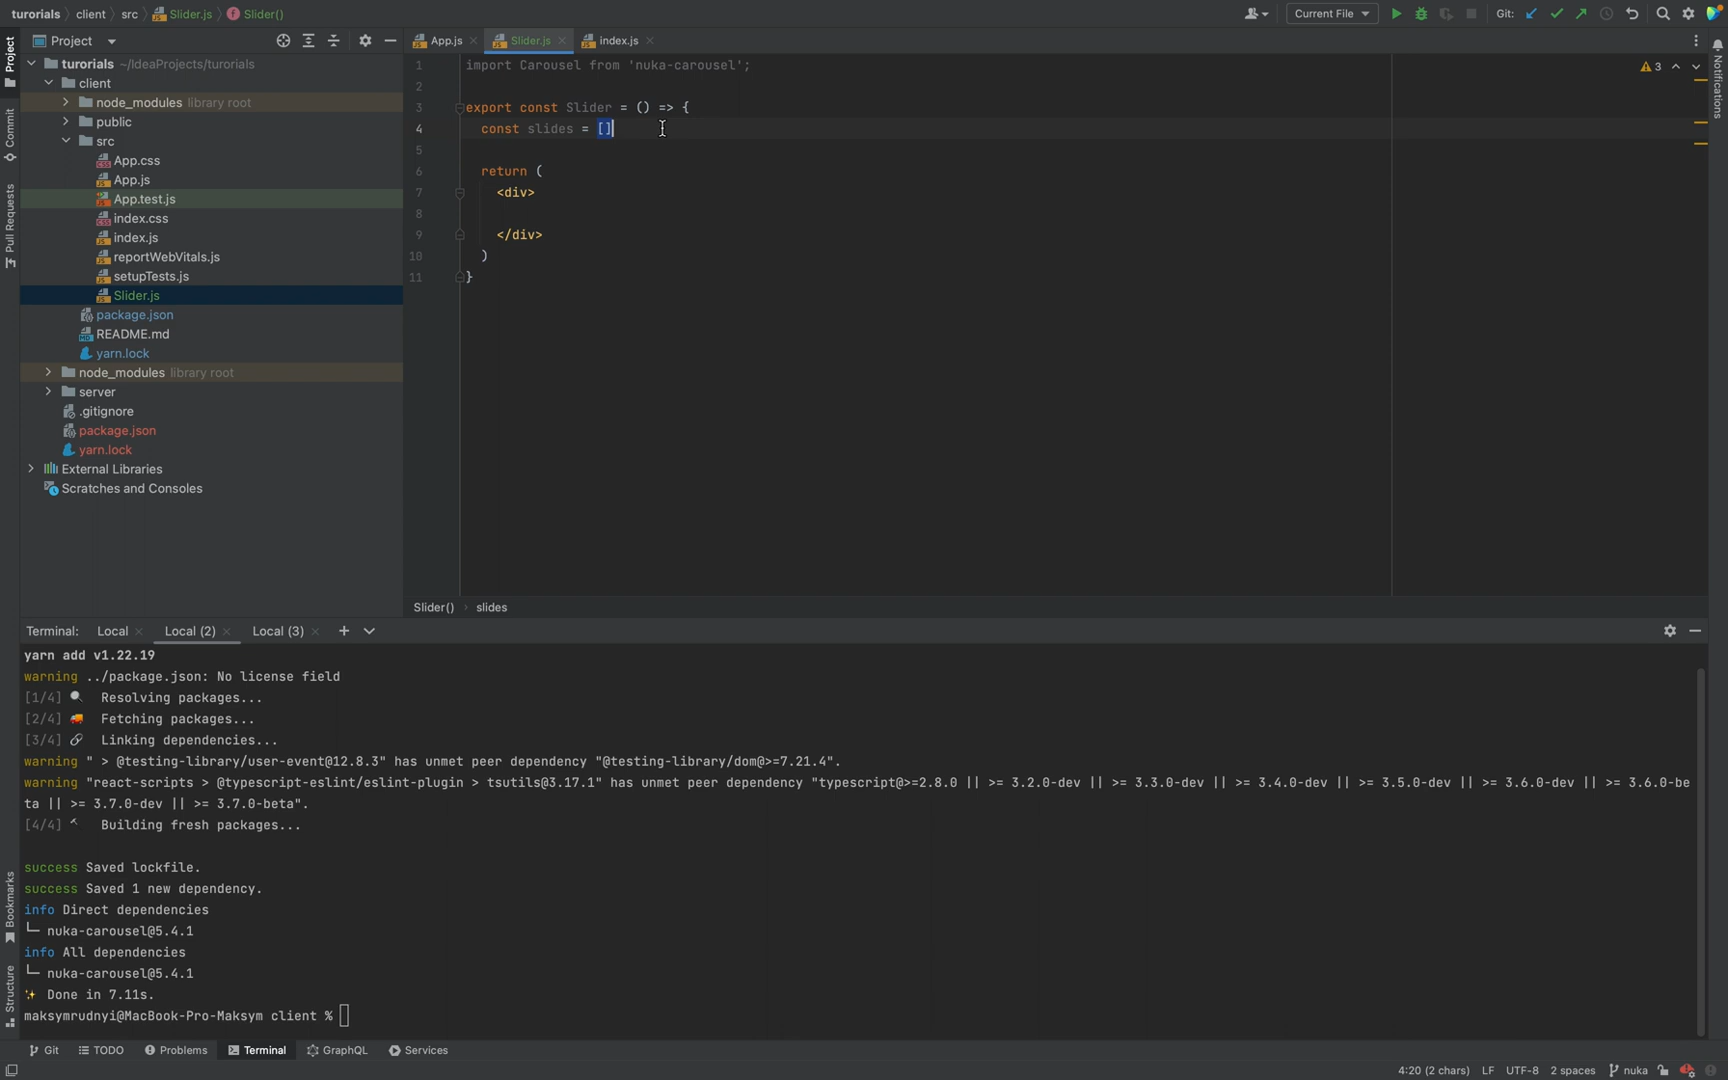 turorials client src Slider.js Slider()
Current File Git:
Project
App.js Slider.js index.js
Project
Commit
Pull Requests
Bookmarks
Structure
Notifications
turorials ~/IdeaProjects/turorials
client
node_modules library root
public
src
App.css
App.js
App.test.js
index.css
index.js
reportWebVitals.js
setupTests.js
Slider.js
package.json
README.md
yarn.lock
node_modules library root
server
.gitignore
package.json
yarn.lock
External Libraries
Scratches and Consoles
3
1 import Carousel from 'nuka-carousel';
2
3 export const Slider = () => {
4 const slides = []
5
6 return (
7 <div>
8
9 </div>
10 )
11 }
Slider() slides
Terminal: Local Local (2) Local (3)
yarn add v1.22.19
warning ../package.json: No license field
[1/4] 🔍 Resolving packages...
[2/4] 🚚 Fetching packages...
[3/4] 🔗 Linking dependencies...
warning " > @testing-library/user-event@12.8.3" has unmet peer dependency "@testing-library/dom@>=7.21.4".
warning "react-scripts > @typescript-eslint/eslint-plugin > tsutils@3.17.1" has unmet peer dependency "typescript@>=2.8.0 || >= 3.2.0-dev || >= 3.3.0-dev || >= 3.4.0-dev || >= 3.5.0-dev || >= 3.6.0-dev || >= 3.6.0-be
ta || >= 3.7.0-dev || >= 3.7.0-beta".
[4/4] 🔨 Building fresh packages...
success Saved lockfile.
success Saved 1 new dependency.
info Direct dependencies
└─ nuka-carousel@5.4.1
info All dependencies
└─ nuka-carousel@5.4.1
✨ Done in 7.11s.
maksymrudnyi@MacBook-Pro-Maksym client %
Git TODO Problems Terminal GraphQL Services
4:20 (2 chars) LF UTF-8 2 spaces nuka